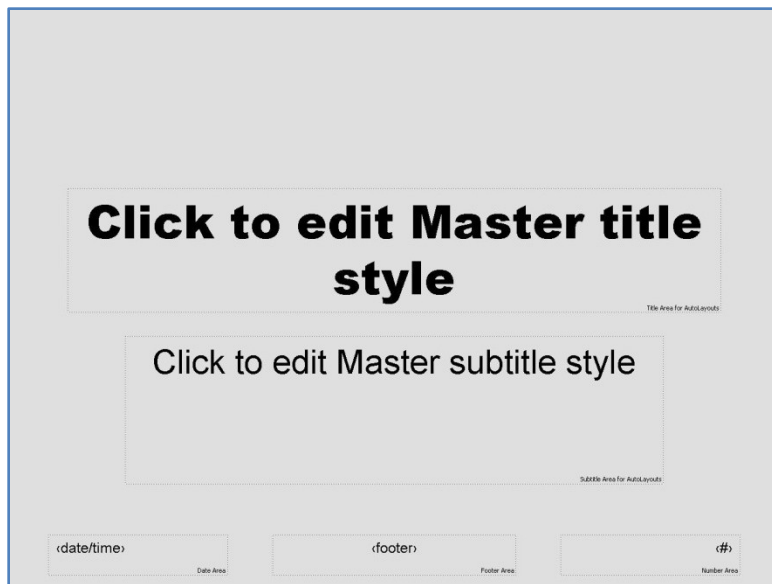 Click to edit Master title
style
Title Area for AutoLayouts
Click to edit Master subtitle style
Subtitle Area for AutoLayouts
‹date/time›
Date Area
‹footer›
Footer Area
‹#›
Number Area